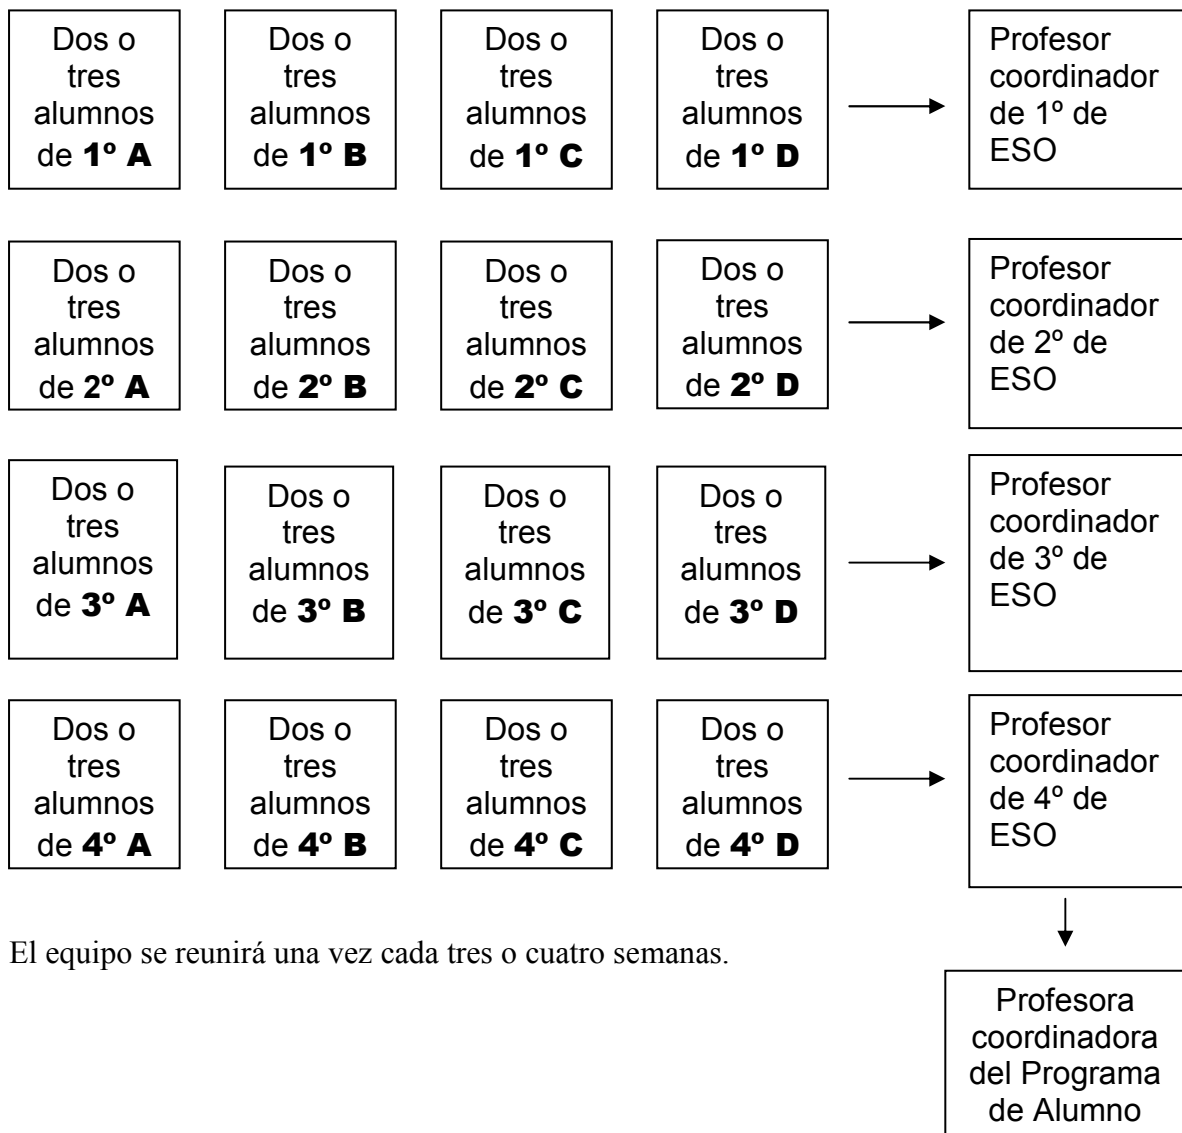 Dos o
tres
alumnos
de 1º A
Dos o
tres
alumnos
de 1º B
Dos o
tres
alumnos
de 1º C
Dos o
tres
alumnos
de 1º D
Profesor
coordinador
de 1º de
ESO
Dos o
tres
alumnos
de 2º A
Dos o
tres
alumnos
de 2º B
Dos o
tres
alumnos
de 2º C
Dos o
tres
alumnos
de 2º D
Profesor
coordinador
de 2º de
ESO
Dos o
tres
alumnos
de 3º A
Dos o
tres
alumnos
de 3º B
Dos o
tres
alumnos
de 3º C
Dos o
tres
alumnos
de 3º D
Profesor
coordinador
de 3º de
ESO
Dos o
tres
alumnos
de 4º A
Dos o
tres
alumnos
de 4º B
Dos o
tres
alumnos
de 4º C
Dos o
tres
alumnos
de 4º D
Profesor
coordinador
de 4º de
ESO
El equipo se reunirá una vez cada tres o cuatro semanas.
Profesora
coordinadora
del Programa
de Alumno